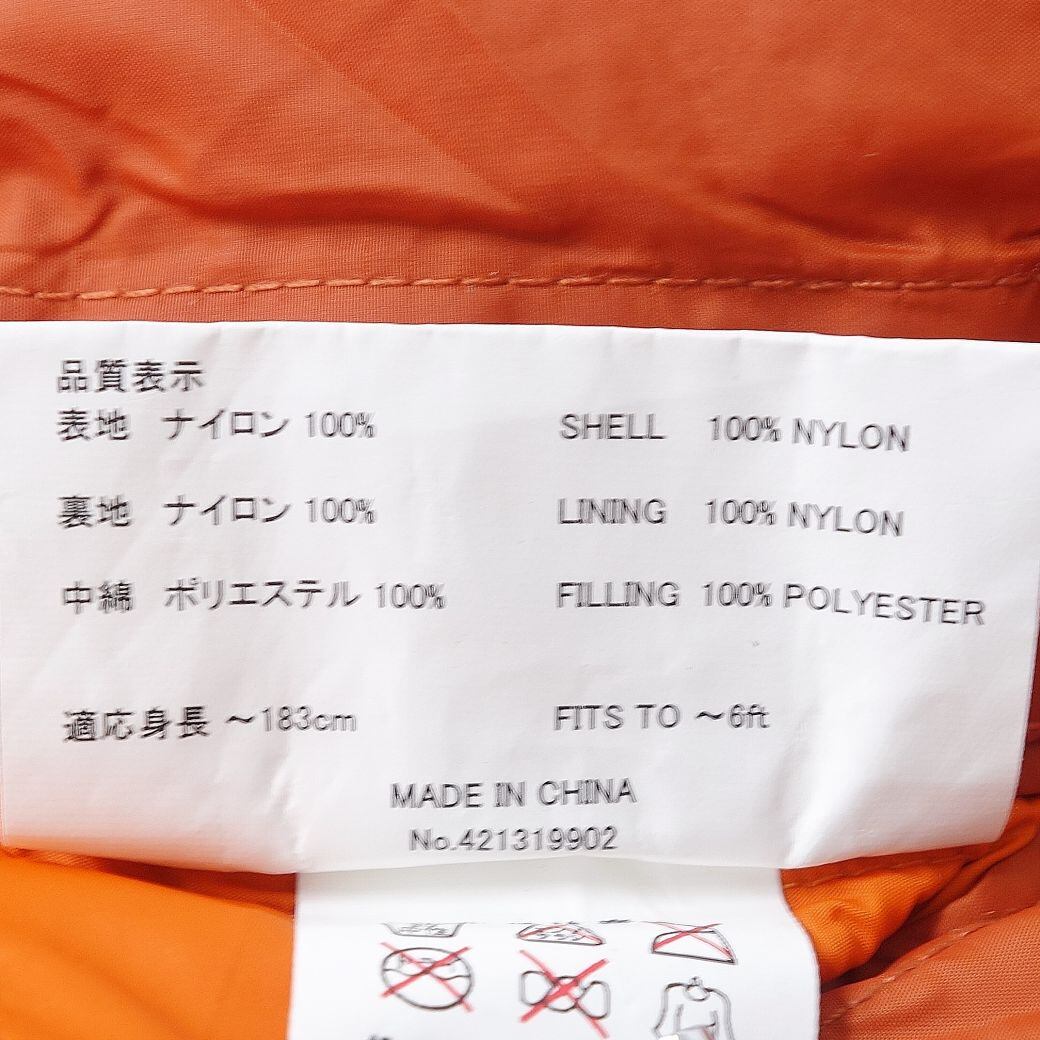 品質表示
表地 ナイロン 100% SHELL 100% NYLON
裏地 ナイロン 100% LINING 100% NYLON
中綿 ポリエステル 100% FILLING 100% POLYESTER
適応身長 ～183cm FITS TO ～6ft
MADE IN CHINA
No.421319902